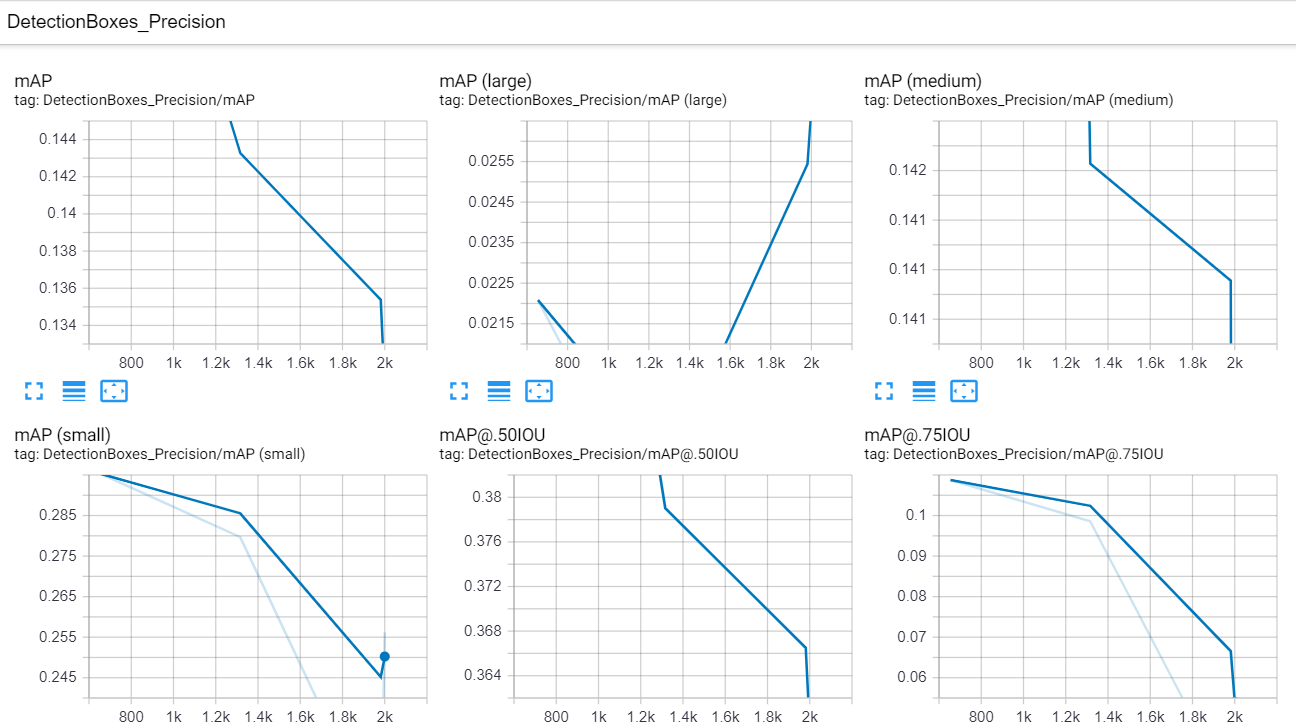 DetectionBoxes_Precision
mAP
tag: DetectionBoxes_Precision/mAP
0.144
0.142
0.14
0.138
0.136
0.134
800 1k 1.2k 1.4k 1.6k 1.8k 2k
mAP (large)
tag: DetectionBoxes_Precision/mAP (large)
0.0255
0.0245
0.0235
0.0225
0.0215
800 1k 1.2k 1.4k 1.6k 1.8k 2k
mAP (medium)
tag: DetectionBoxes_Precision/mAP (medium)
0.142
0.141
0.141
0.141
800 1k 1.2k 1.4k 1.6k 1.8k 2k
mAP (small)
tag: DetectionBoxes_Precision/mAP (small)
0.285
0.275
0.265
0.255
0.245
800 1k 1.2k 1.4k 1.6k 1.8k 2k
mAP@.50IOU
tag: DetectionBoxes_Precision/mAP@.50IOU
0.38
0.376
0.372
0.368
0.364
800 1k 1.2k 1.4k 1.6k 1.8k 2k
mAP@.75IOU
tag: DetectionBoxes_Precision/mAP@.75IOU
0.1
0.09
0.08
0.07
0.06
800 1k 1.2k 1.4k 1.6k 1.8k 2k